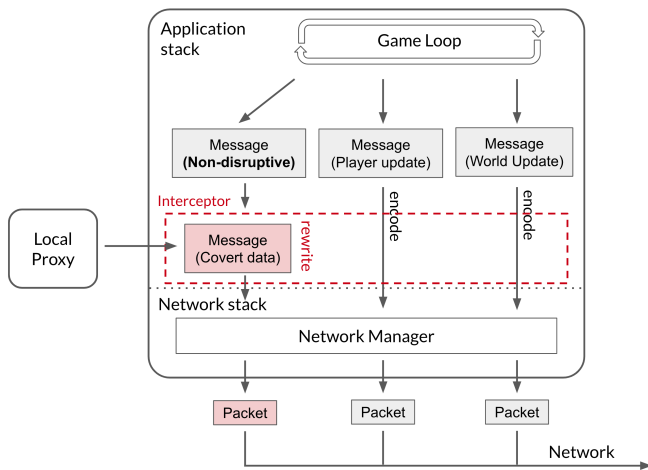 Application
stack
Game Loop
Message
(Non-disruptive)
Message
(Player update)
Message
(World Update)
Interceptor
encode
encode
Local
Proxy
Message
(Covert data)
rewrite
Network stack
Network Manager
Packet
Packet
Packet
Network